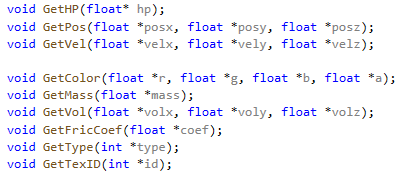 void GetHP(float* hp);
void GetPos(float *posx, float *posy, float *posz);
void GetVel(float *velx, float *vely, float *velz);
void GetColor(float *r, float *g, float *b, float *a);
void GetMass(float *mass);
void GetVol(float *volx, float *voly, float *volz);
void GetFricCoef(float *coef);
void GetType(int *type);
void GetTexID(int *id);